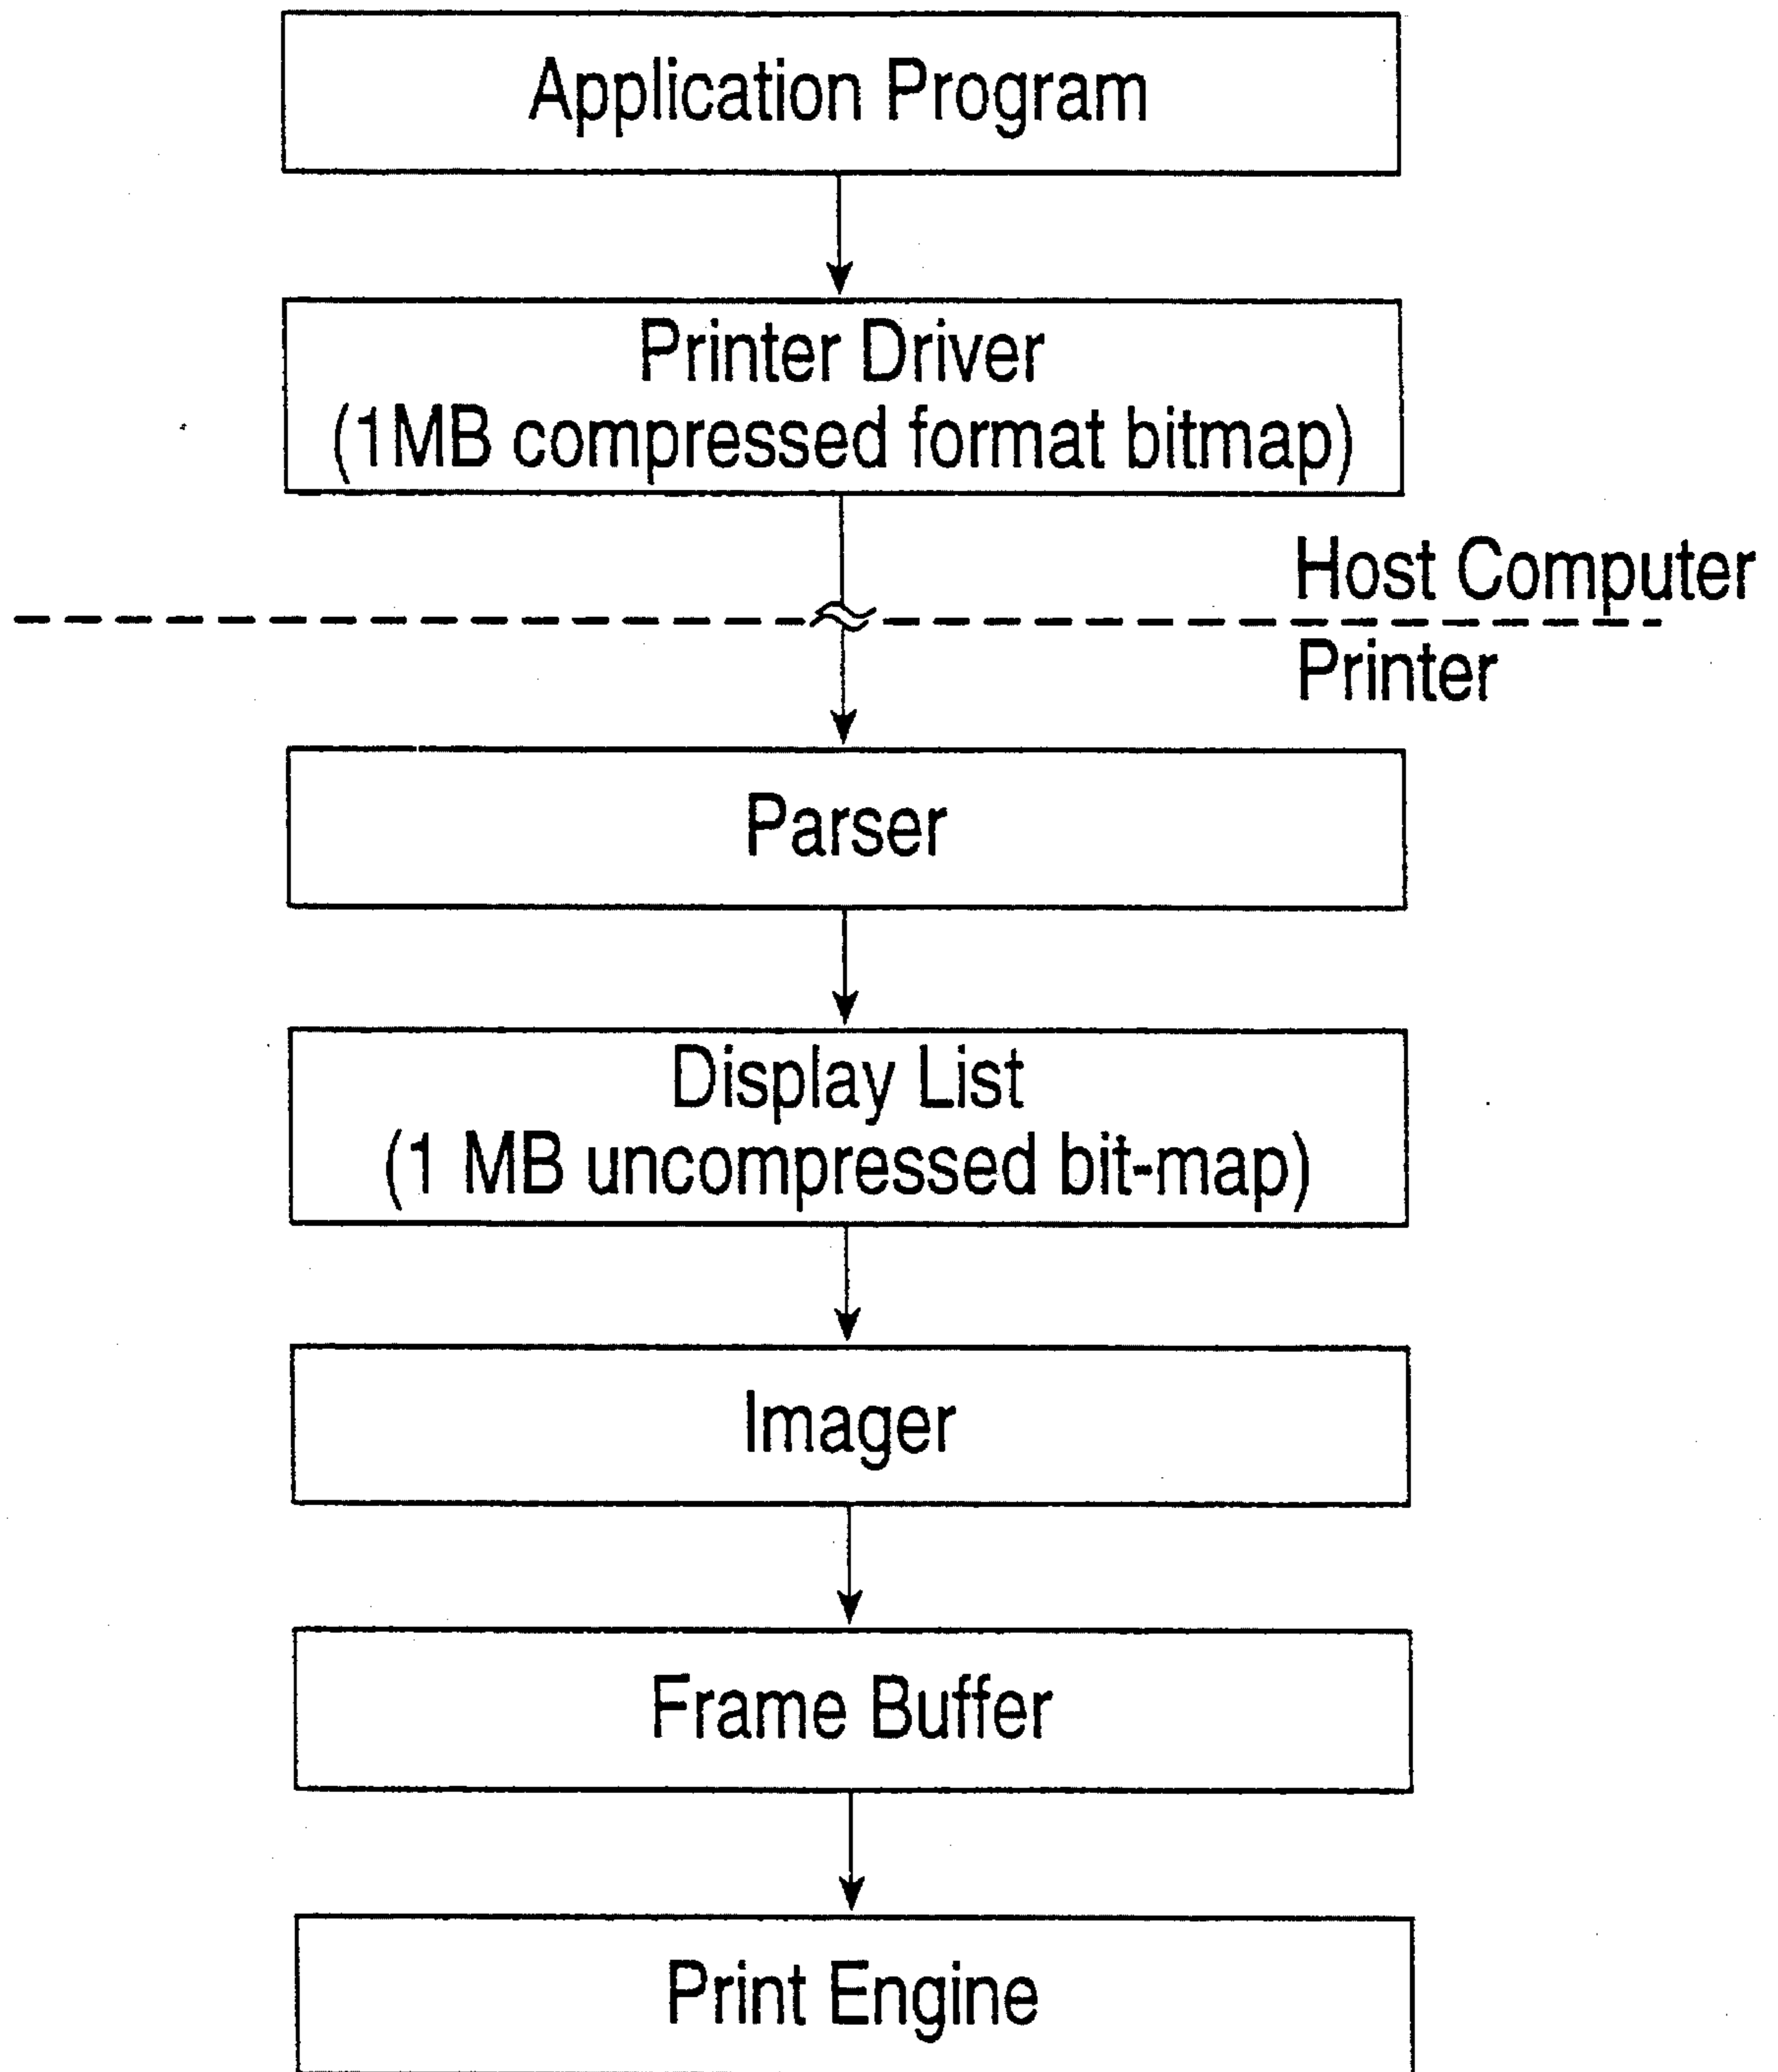 Application Program
Printer Driver
(1MB compressed format bitmap)
Host Computer
Printer
Parser
Display List
(1 MB uncompressed bit-map)
Imager
Frame Buffer
Print Engine